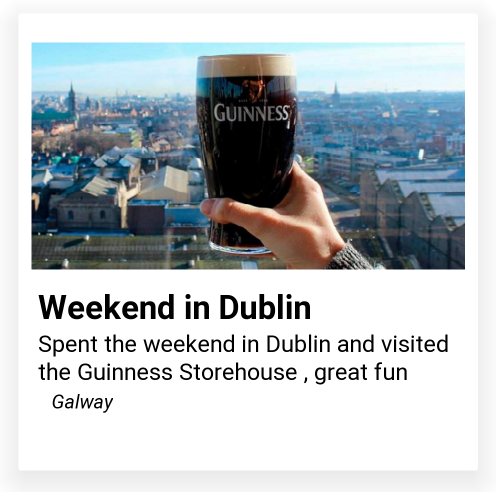 GUINNESS
Weekend in Dublin
Spent the weekend in Dublin and visited
the Guinness Storehouse , great fun
Galway